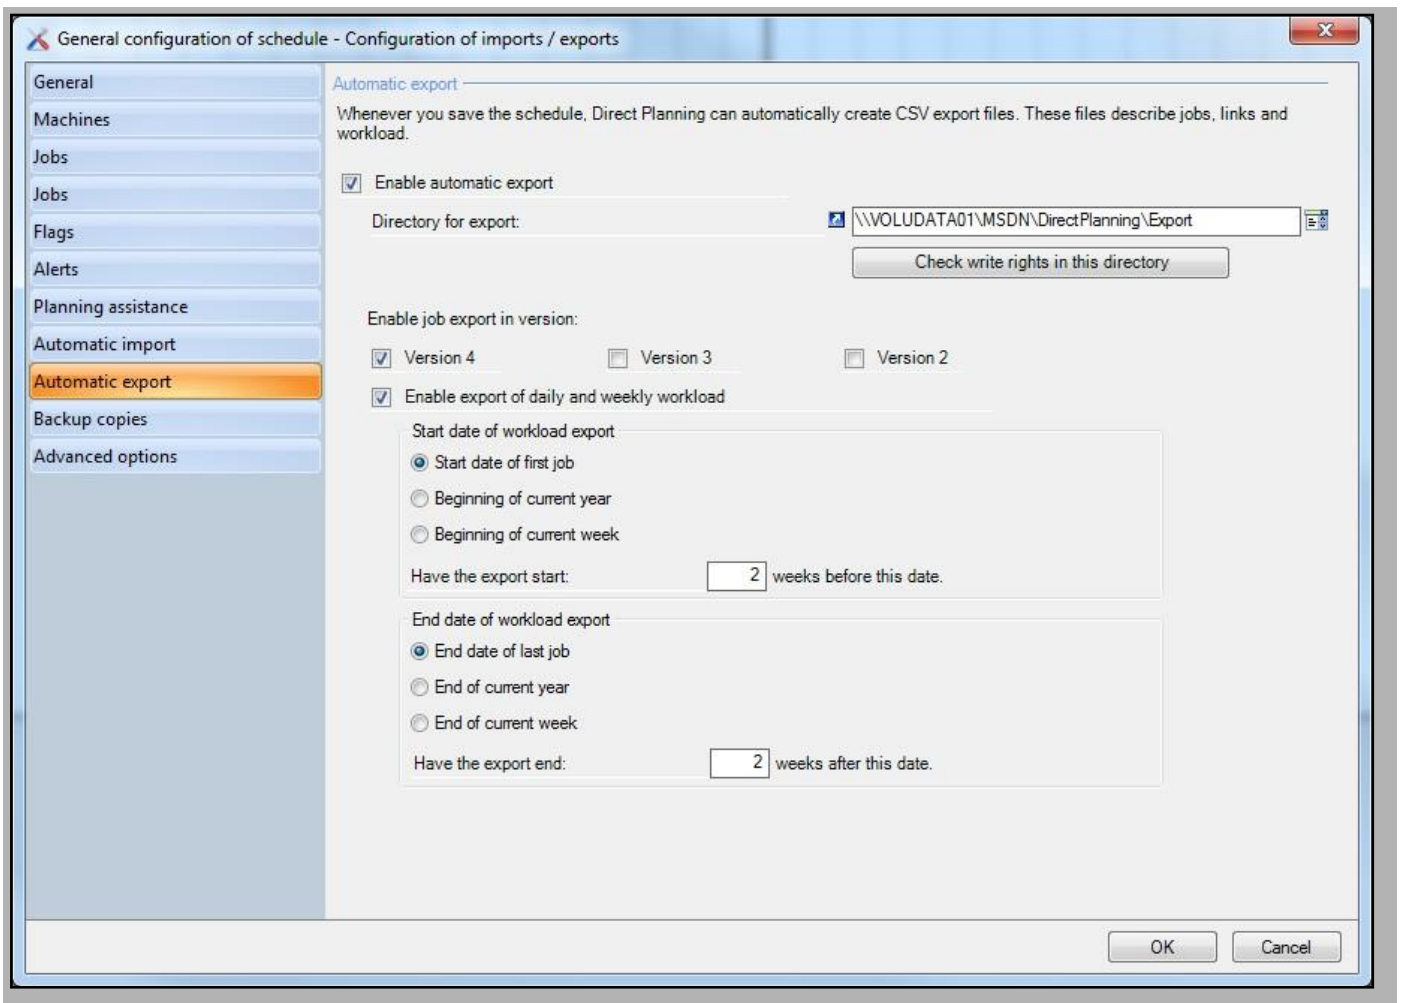 General configuration of schedule - Configuration of imports / exports
X
General
Machines
Jobs
Jobs
Flags
Alerts
Planning assistance
Automatic import
Automatic export
Backup copies
Advanced options
Automatic export
Whenever you save the schedule, Direct Planning can automatically create CSV export files. These files describe jobs, links and
workload.
Enable automatic export
Directory for export: \\VOLUDATA01\MSDN\DirectPlanning\Export
Check write rights in this directory
Enable job export in version:
Version 4 Version 3 Version 2
Enable export of daily and weekly workload
Start date of workload export
Start date of first job
Beginning of current year
Beginning of current week
Have the export start: 2 weeks before this date.
End date of workload export
End date of last job
End of current year
End of current week
Have the export end: 2 weeks after this date.
OK Cancel